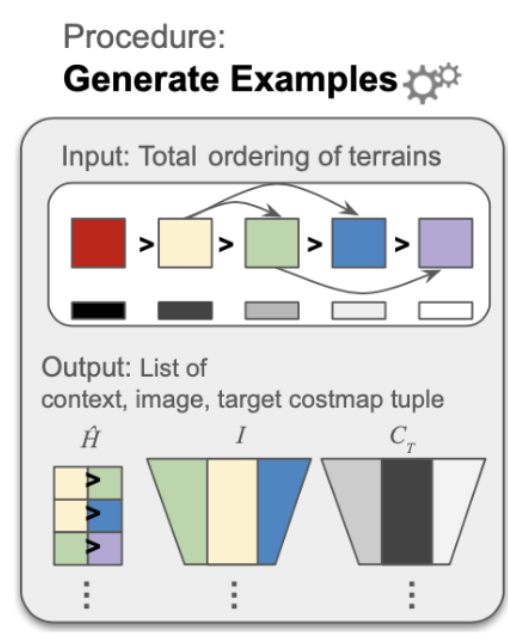 Procedure:
Generate Examples
Input: Total ordering of terrains
> > > >
Output: List of
context, image, target costmap tuple
Ĥ I C_T
>
>
>
⋮ ⋮ ⋮